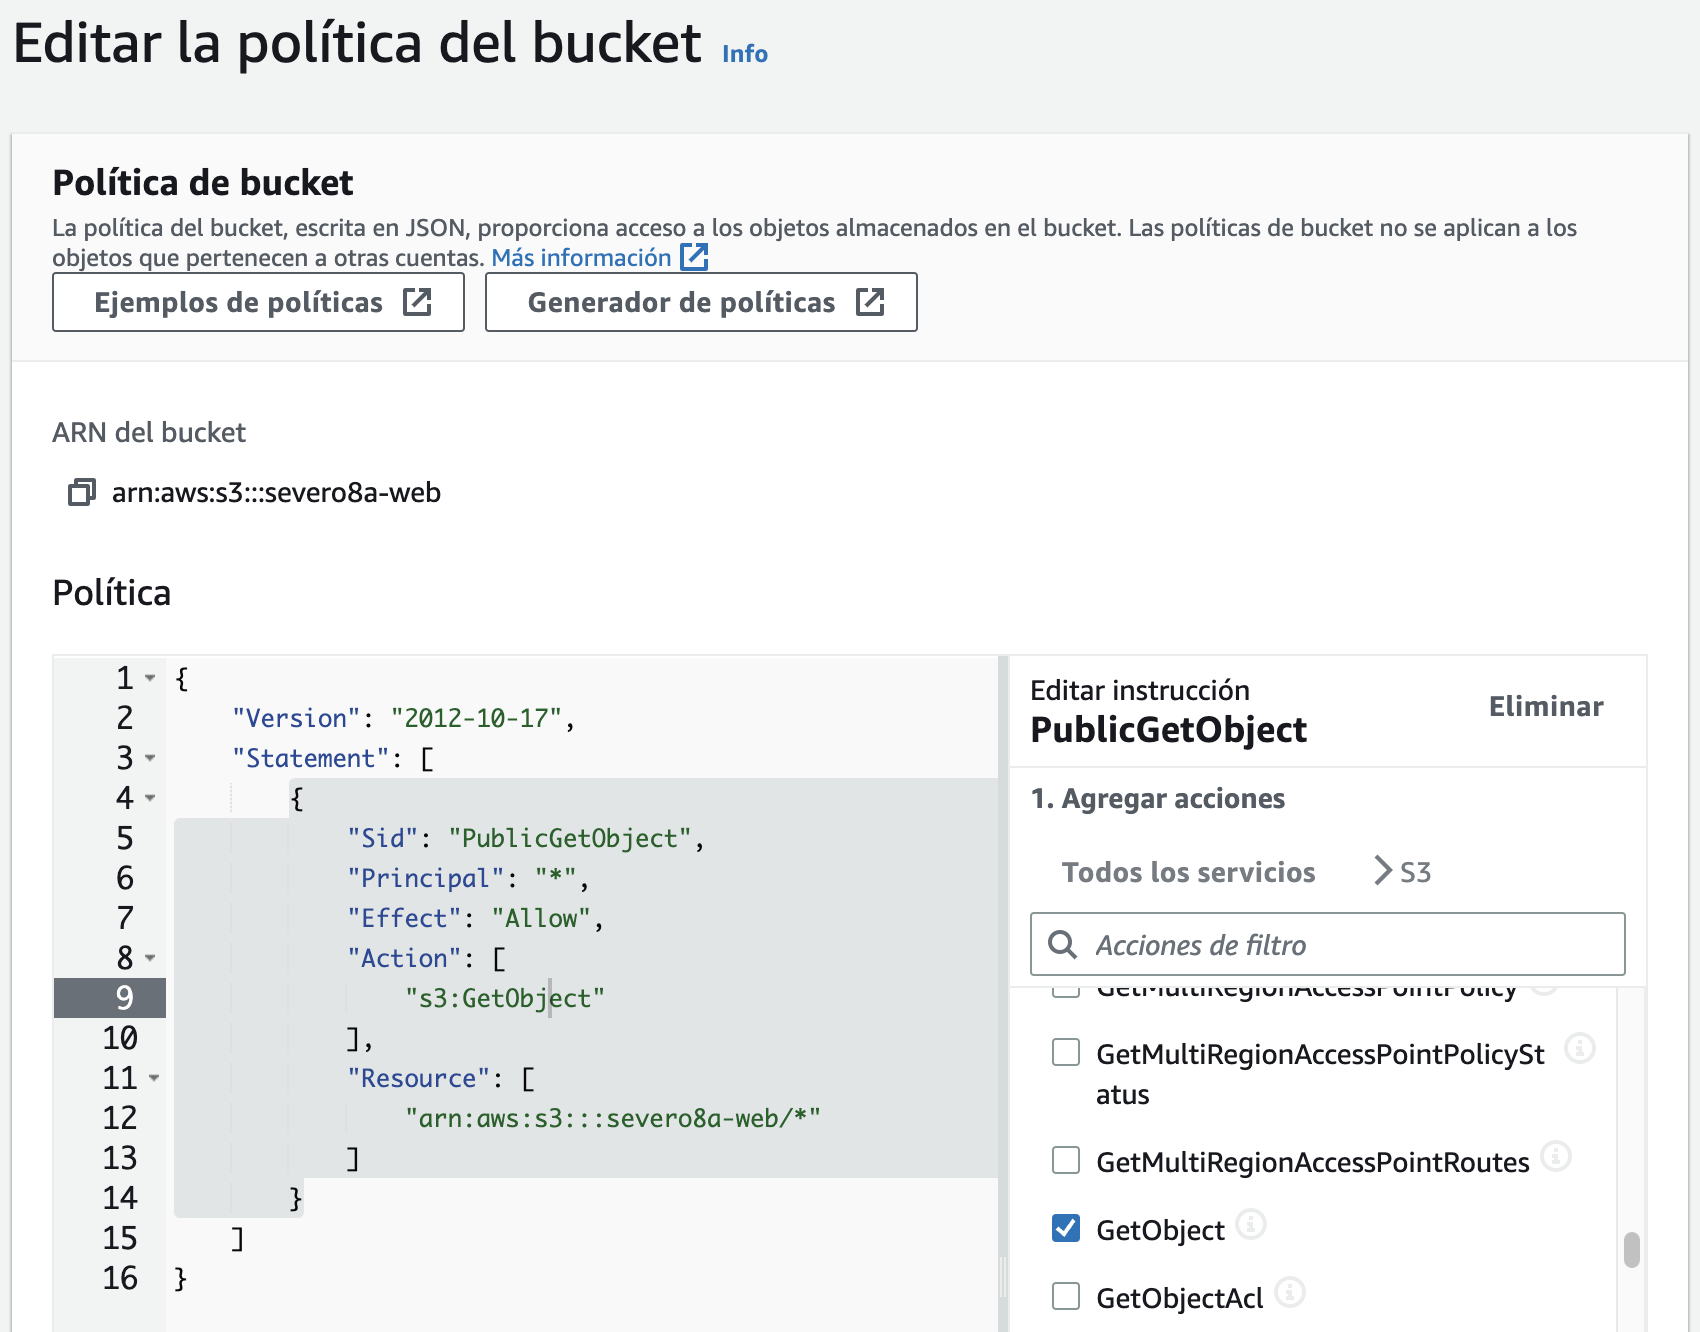 Editar la política del bucket Info
Política de bucket
La política del bucket, escrita en JSON, proporciona acceso a los objetos almacenados en el bucket. Las políticas de bucket no se aplican a los
objetos que pertenecen a otras cuentas. Más información
Ejemplos de políticas
Generador de políticas
ARN del bucket
arn:aws:s3:::severo8a-web
Política
1 {
2 "Version": "2012-10-17",
3 "Statement": [
4 {
5 "Sid": "PublicGetObject",
6 "Principal": "*",
7 "Effect": "Allow",
8 "Action": [
9 "s3:GetObject"
10 ],
11 "Resource": [
12 "arn:aws:s3:::severo8a-web/*"
13 ]
14 }
15 ]
16 }
Editar instrucción
PublicGetObject
Eliminar
1. Agregar acciones
Todos los servicios
S3
Acciones de filtro
GetMultiRegionAccessPointPolicy
GetMultiRegionAccessPointPolicySt
atus
GetMultiRegionAccessPointRoutes
GetObject
GetObjectAcl